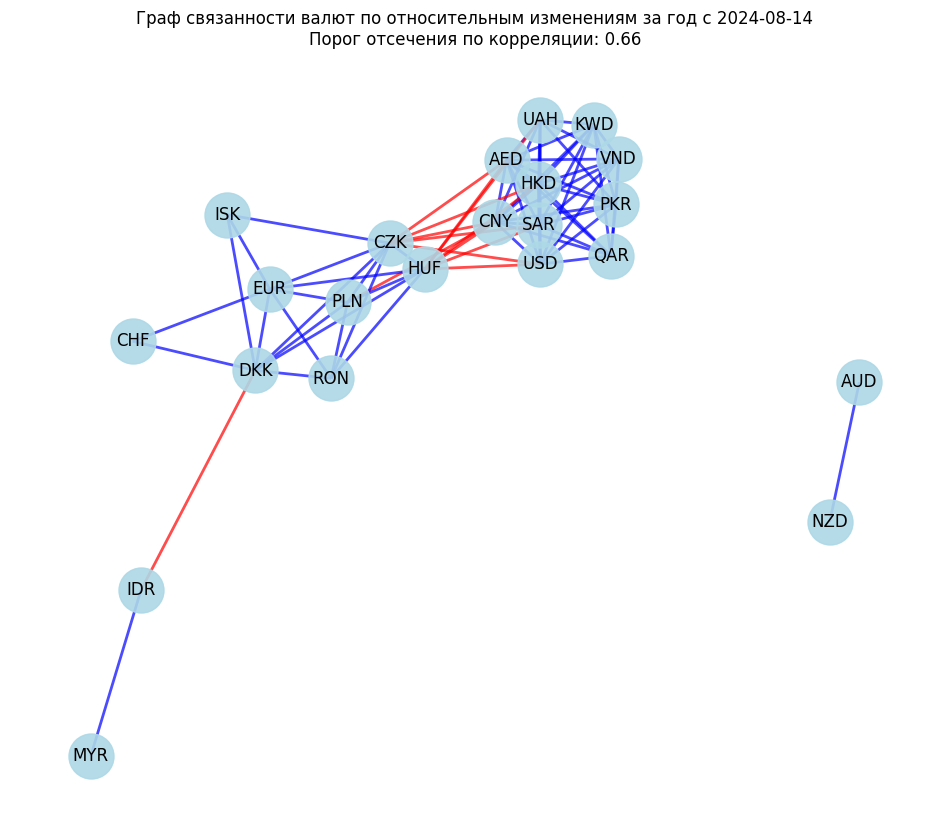 Граф связанности валют по относительным изменениям за год с 2024-08-14
Порог отсечения по корреляции: 0.66
UAH
KWD
AED
VND
HKD
PKR
ISK
CNY
SAR
CZK
QAR
USD
HUF
EUR
PLN
CHF
DKK
RON
AUD
NZD
IDR
MYR